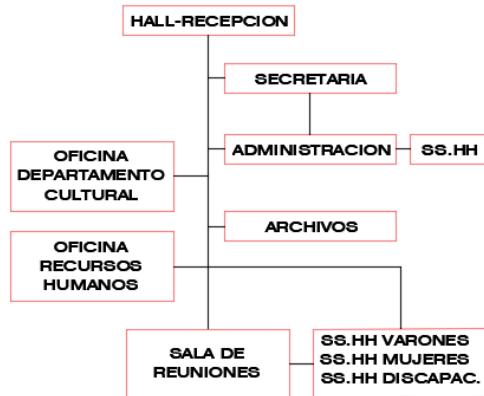 HALL-RECEPCION
SECRETARIA
ADMINISTRACION
SS.HH
OFICINA
DEPARTAMENTO
CULTURAL
ARCHIVOS
OFICINA
RECURSOS
HUMANOS
SALA DE
REUNIONES
SS.HH VARONES
SS.HH MUJERES
SS.HH DISCAPAC.